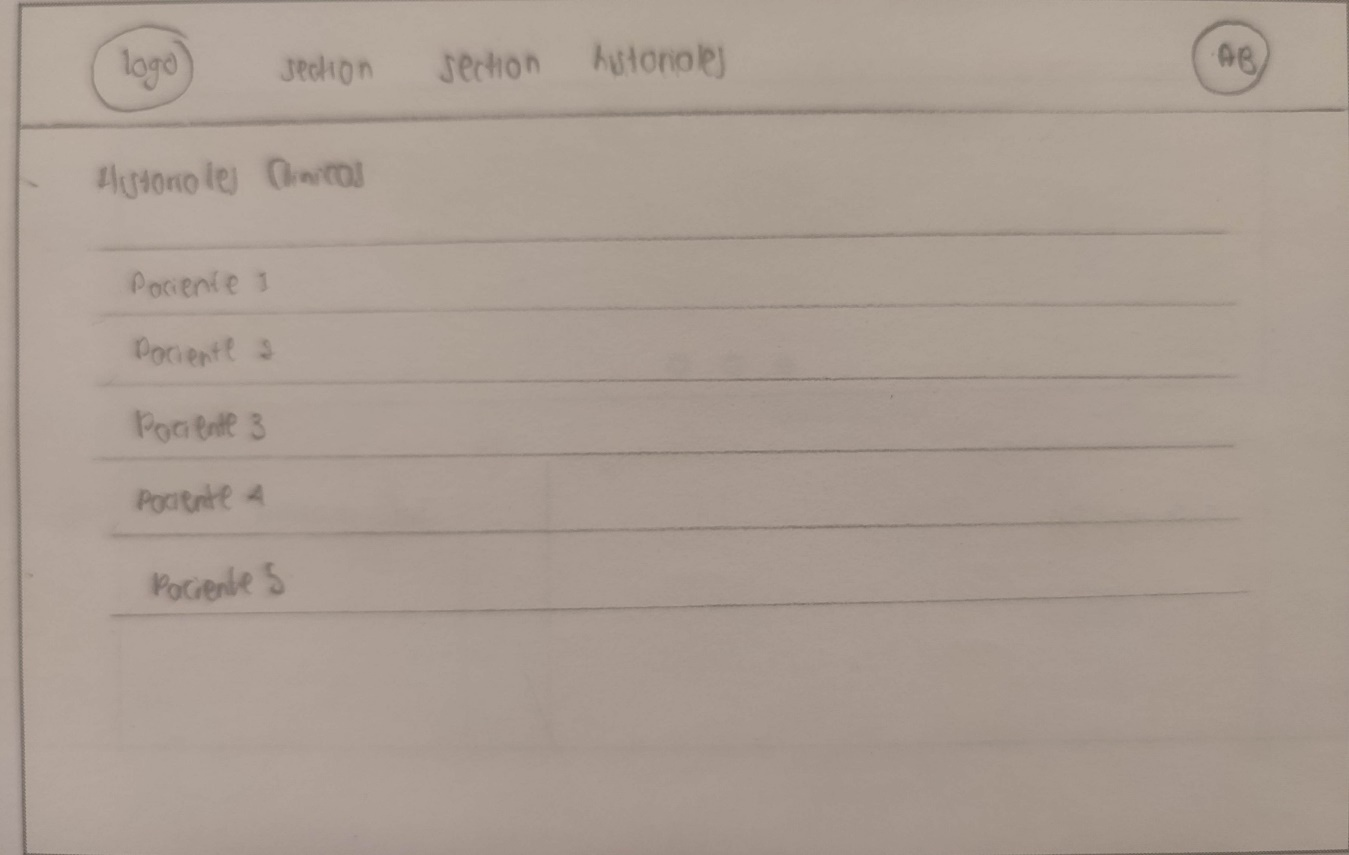 logo section section historiales AB
Historiales Clinicos
Paciente 1
Paciente 2
Paciente 3
Paciente 4
Paciente 5